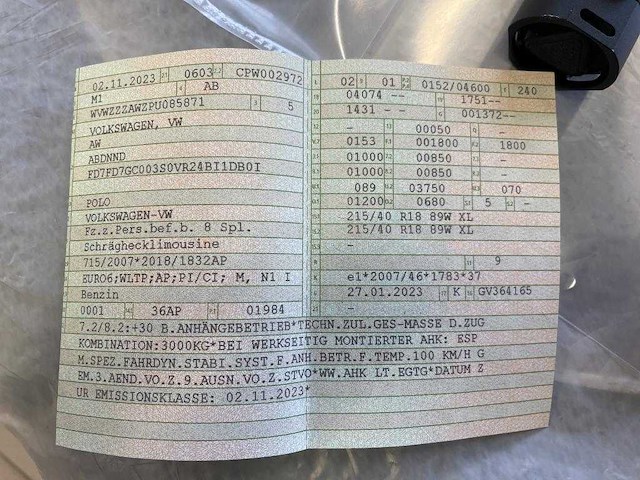 02.11.2023 0603 CPW002972
M1 AB
WVWZZZAWZPU085871 5
VOLKSWAGEN, VW
AW
ABDNND
FD7FD7GC003S0VR24BI1DB0I
POLO
VOLKSWAGEN-VW
Fz.z.Pers.bef.b. 8 Spl.
Schräghecklimousine
715/2007*2018/1832AP
EURO6;WLTP;AP;PI/CI; M, N1 I
Benzin
0001 36AP 01984
02 01 0152/04600 240
04074 -- 1751--
1431 -- 001372--
- 00050 -
0153 001800 1800
01000 00850 -
01000 00850 -
089 03750 070
01200 0680 5 -
215/40 R18 89W XL
215/40 R18 89W XL
-
- 9
e1*2007/46*1783*37
27.01.2023 K GV364165
-
7.2/8.2:+30 B.ANHÄNGEBETRIEB*TECHN.ZUL.GES-MASSE D.ZUG
KOMBINATION:3000KG*BEI WERKSEITIG MONTIERTER AHK: ESP
M.SPEZ.FAHRDYN.STABI.SYST.F.ANH.BETR.F.TEMP.100 KM/H G
EM.3.AEND.VO.Z.9.AUSN.VO.Z.STVO*WW.AHK LT.EGTG*DATUM Z
UR EMISSIONSKLASSE: 02.11.2023*